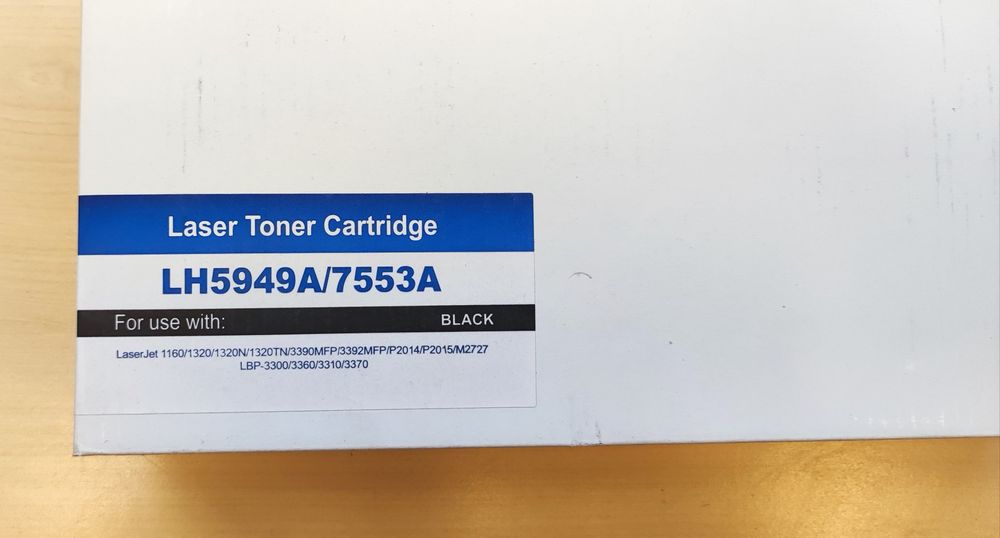 Laser Toner Cartridge
LH5949A/7553A
For use with: BLACK
LaserJet 1160/1320/1320N/1320TN/3390MFP/3392MFP/P2014/P2015/M2727
LBP-3300/3360/3310/3370